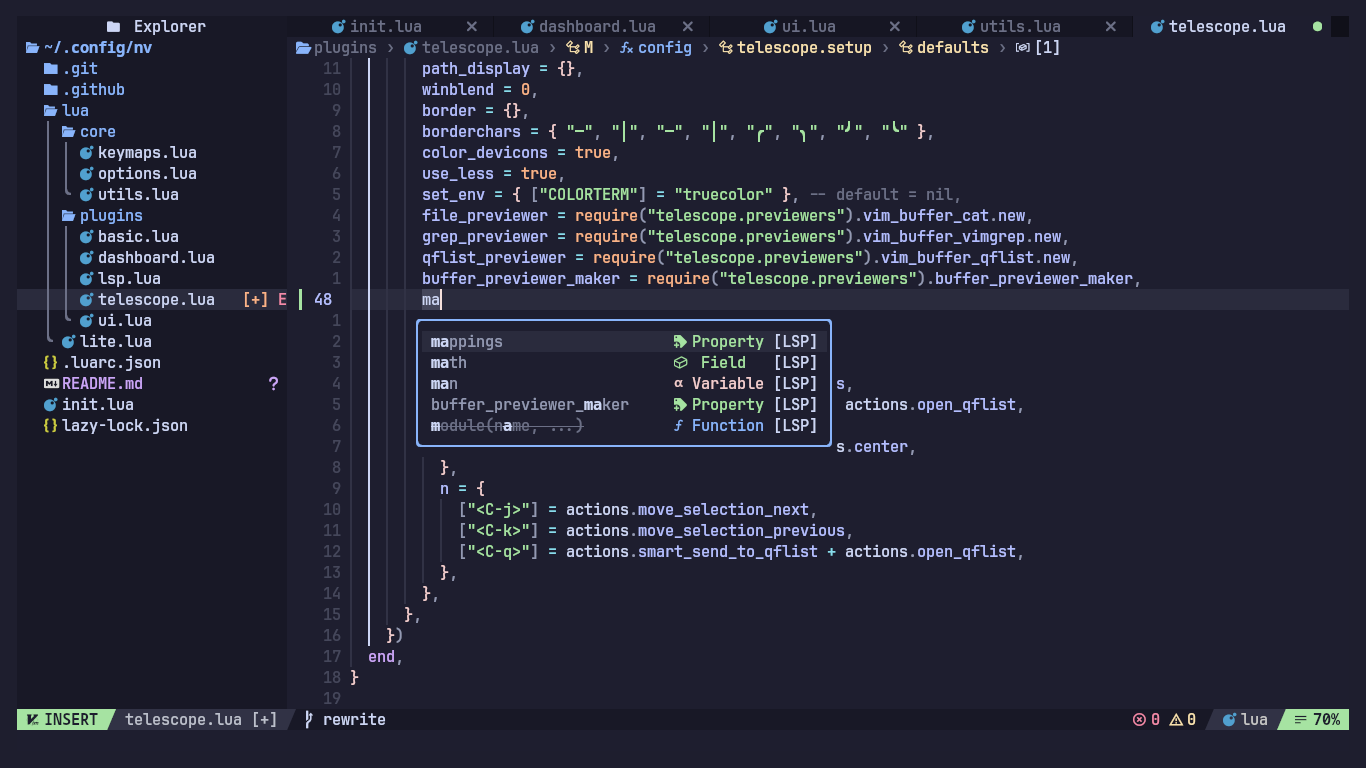 Explorer
init.lua
dashboard.lua
ui.lua
utils.lua
telescope.lua
~/.config/nv
.git
.github
lua
core
keymaps.lua
options.lua
utils.lua
plugins
basic.lua
dashboard.lua
lsp.lua
telescope.lua [+] E
ui.lua
lite.lua
.luarc.json
README.md ?
init.lua
lazy-lock.json
plugins › telescope.lua › M › config › telescope.setup › defaults › [1]
11 path_display = {},
10 winblend = 0,
9 border = {},
8 borderchars = { "─", "│", "─", "│", "╭", "╮", "╯", "╰" },
7 color_devicons = true,
6 use_less = true,
5 set_env = { ["COLORTERM"] = "truecolor" }, -- default = nil,
4 file_previewer = require("telescope.previewers").vim_buffer_cat.new,
3 grep_previewer = require("telescope.previewers").vim_buffer_vimgrep.new,
2 qflist_previewer = require("telescope.previewers").vim_buffer_qflist.new,
1 buffer_previewer_maker = require("telescope.previewers").buffer_previewer_maker,
48 ma
1
2 mappings Property [LSP]
3 math Field [LSP]
4 man α Variable [LSP] s,
5 buffer_previewer_maker Property [LSP] actions.open_qflist,
6 module(name, ...) f Function [LSP]
7 s.center,
8 },
9 n = {
10 ["<C-j>"] = actions.move_selection_next,
11 ["<C-k>"] = actions.move_selection_previous,
12 ["<C-q>"] = actions.smart_send_to_qflist + actions.open_qflist,
13 },
14 },
15 },
16 })
17 end,
18 }
19
INSERT telescope.lua [+] rewrite 0 0 lua 70%